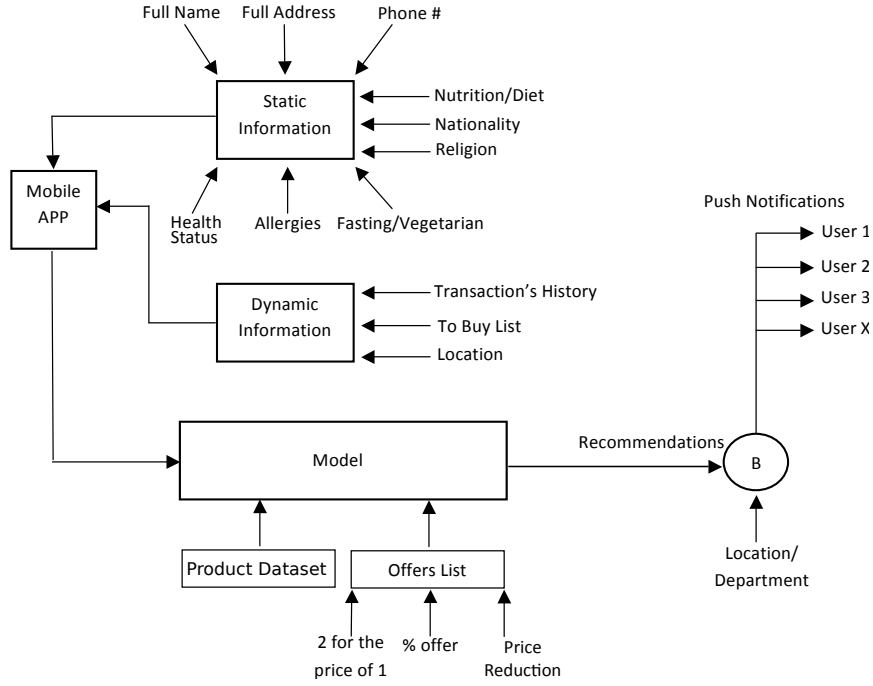 Full Name
Full Address
Phone #
Static
Information
Nutrition/Diet
Nationality
Religion
Mobile
APP
Health
Status
Allergies
Fasting/Vegetarian
Push Notifications
User 1
User 2
User 3
User X
Dynamic
Information
Transaction’s History
To Buy List
Location
Model
Recommendations
B
Product Dataset
Offers List
Location/
Department
2 for the
price of 1
% offer
Price
Reduction